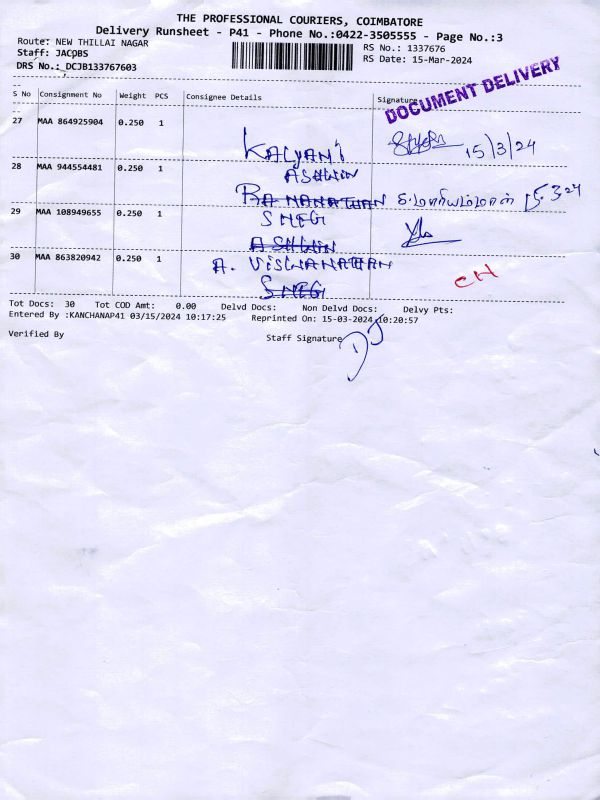 THE PROFESSIONAL COURIERS, COIMBATORE
Delivery Runsheet - P41 - Phone No.:0422-3505555 - Page No.:3
Route: NEW THILLAI NAGAR
RS No.: 1337676
Staff: JACOBS
RS Date: 15-Mar-2024
DRS No.: DCJB133767603
DOCUMENT DELIVERY
S No Consignment No Weight PCS Consignee Details Signature
27 MAA 864925904 0.250 1
KALYANI 15/3/24
28 MAA 944554481 0.250 1
ASHWIN
RAMANATHAN 15.3.24
29 MAA 108949655 0.250 1
SNEG
ASHWIN
30 MAA 863820942 0.250 1
A. VISWANATHAN
CH
SNEG
Tot Docs: 30 Tot COD Amt: 0.00 Delvd Docs: Non Delvd Docs: Delvy Pts:
Entered By :KANCHANAP41 03/15/2024 10:17:25 Reprinted On: 15-03-2024 10:20:57
Verified By Staff Signature